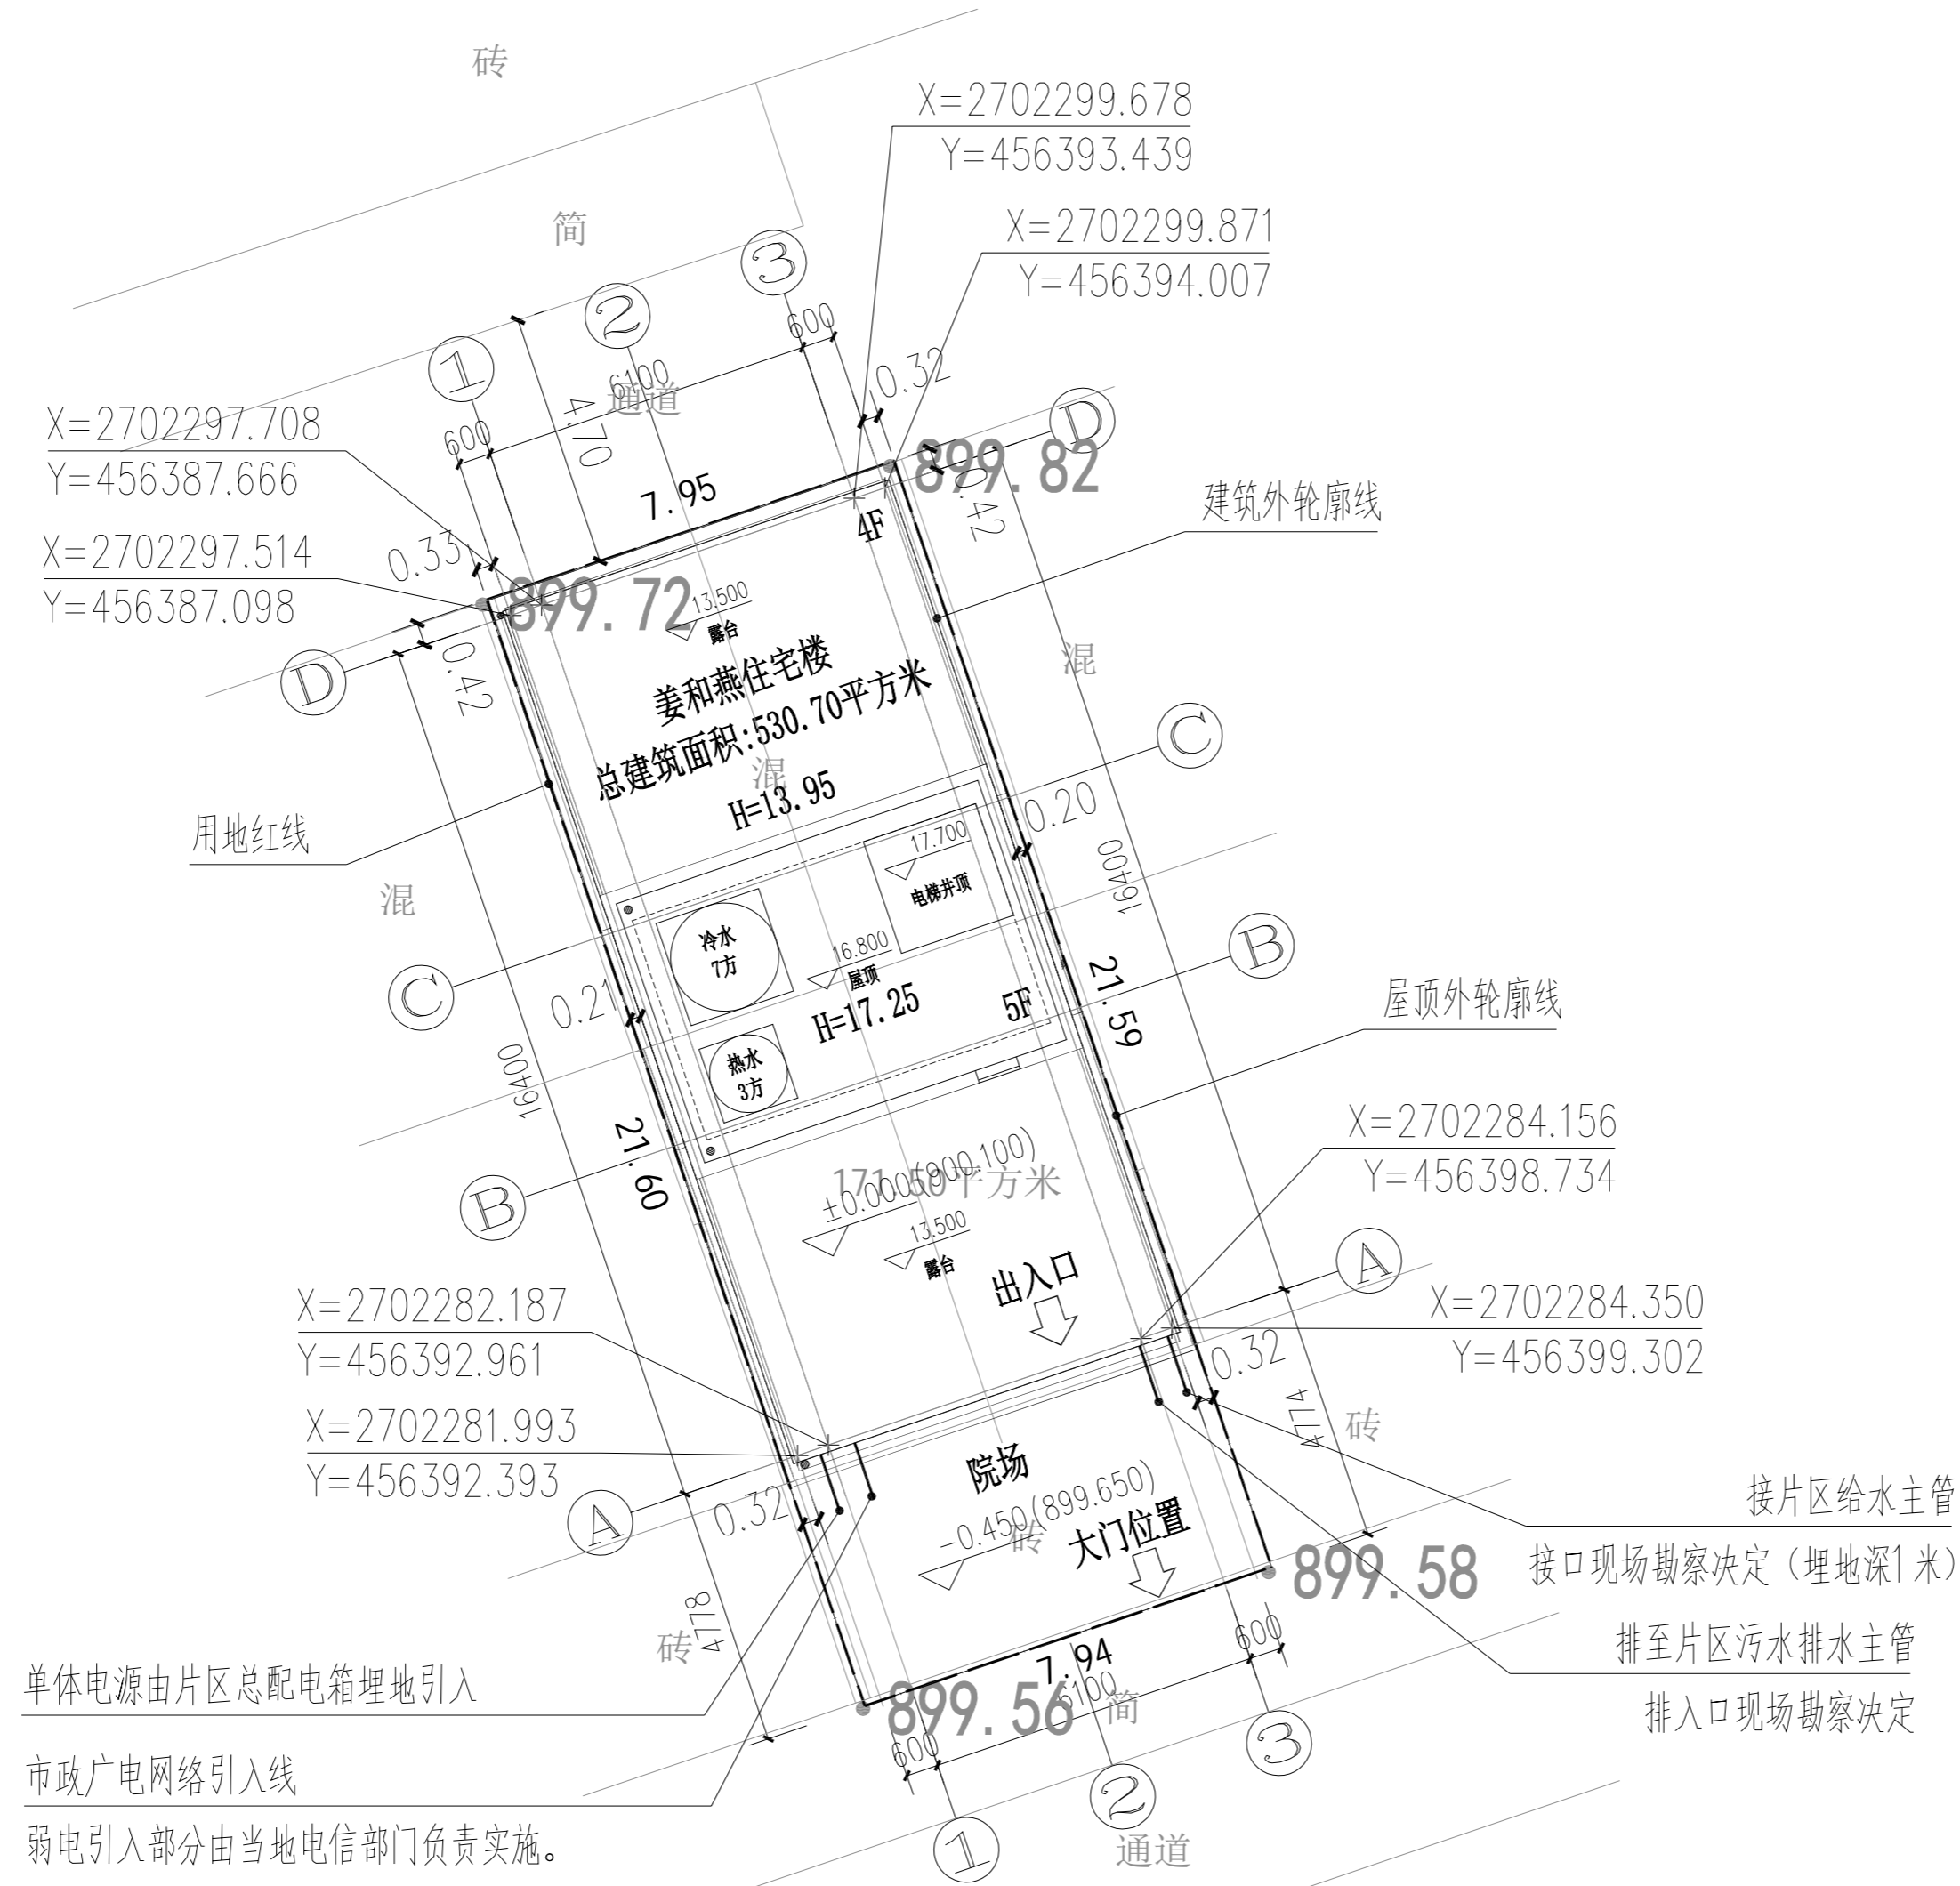 砖
X=2702299.678
Y=456393.439
简
X=2702299.871
Y=456394.007
3
2
1
600
6100
600
通道
4.70
0.32
D
X=2702297.708
Y=456387.666
7.95
899.82
0.42
4F
建筑外轮廓线
X=2702297.514
Y=456387.098
0.33
899.72
13.500
露台
D
0.42
姜和燕住宅楼
总建筑面积:530.70平方米
混
H=13.95
混
C
用地红线
混
0.20
16400
17.700
电梯井顶
冷水
7方
16.800
屋顶
H=17.25
5F
B
C
0.21
21.59
屋顶外轮廓线
热水
3方
16400
21.60
X=2702284.156
Y=456398.734
171.50平方米
±0.000(900.100)
B
13.500
露台
出入口
A
X=2702282.187
Y=456392.961
X=2702284.350
Y=456399.302
0.32
4774
砖
X=2702281.993
Y=456392.393
A
0.32
院场
-0.450(899.650)
砖
大门位置
接片区给水主管
接口现场勘察决定（埋地深1米）
899.58
4778
砖
600
7.94
6100
简
排至片区污水排水主管
排入口现场勘察决定
单体电源由片区总配电箱埋地引入
899.56
600
3
2
1
市政广电网络引入线
弱电引入部分由当地电信部门负责实施。
通道